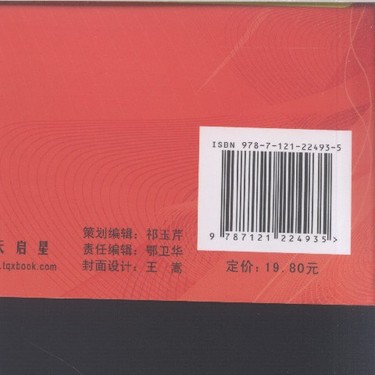 ISBN 978-7-121-22493-5
9 787121 224935 >
定价：19.80元
策划编辑：祁玉芹
责任编辑：鄂卫华
封面设计：王 嵩
天启星
.tqxbook.com